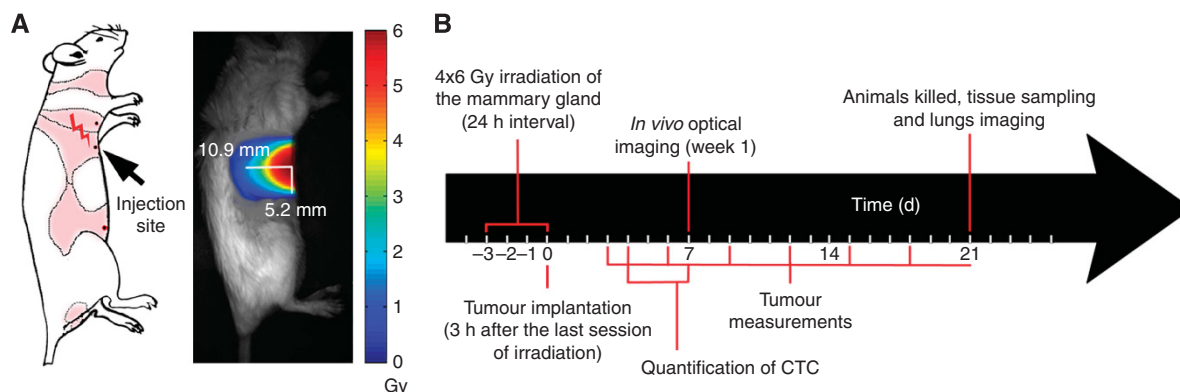 A
10.9 mm
5.2 mm
Injection
site
6
5
4
3
2
1
0
Gy
B
4x6 Gy irradiation of
the mammary gland
(24 h interval)
In vivo optical
imaging (week 1)
Animals killed, tissue sampling
and lungs imaging
Time (d)
–3 –2 –1 0 7 14 21
Tumour implantation
(3 h after the last session
of irradiation)
Tumour
measurements
Quantification of CTC